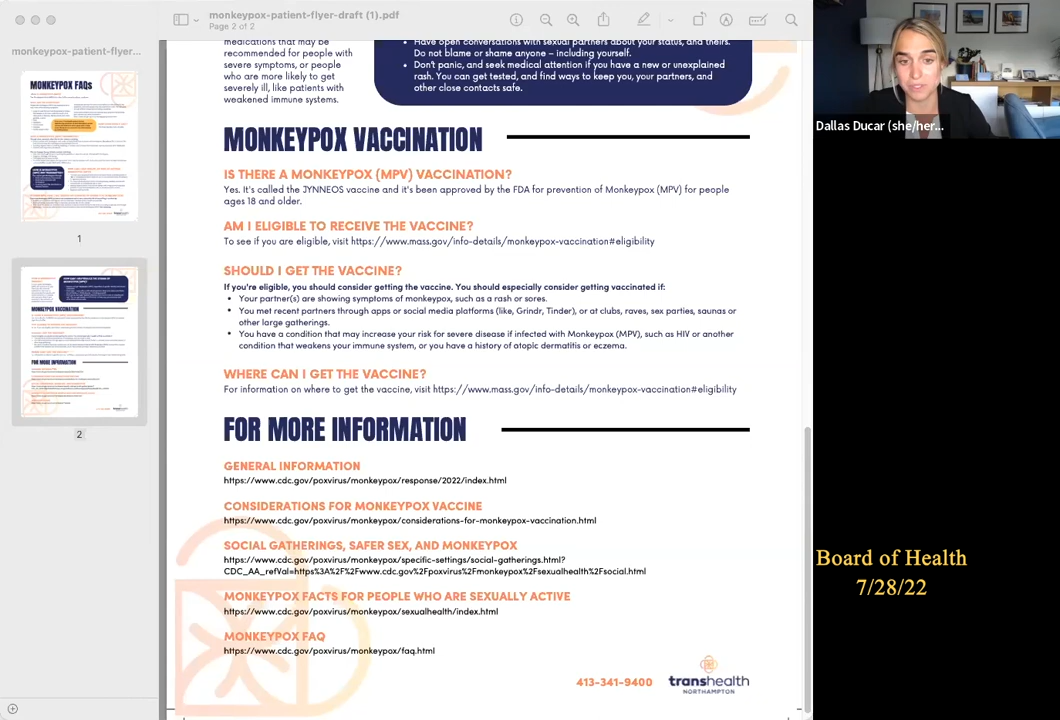 monkeypox-patient-flyer-draft (1).pdf
Page 2 of 2
monkeypox-patient-flyer...
MONKEYPOX FAQs
1
MONKEYPOX VACCINATION
FOR MORE INFORMATION
2
medications that may be
recommended for people with
severe symptoms, or people
who are more likely to get
severely ill, like patients with
weakened immune systems.
• Have open conversations with sexual partners about your status, and theirs.
Do not blame or shame anyone – including yourself.
• Don't panic, and seek medical attention if you have a new or unexplained
rash. You can get tested, and find ways to keep you, your partners, and
other close contacts safe.
MONKEYPOX VACCINATION
IS THERE A MONKEYPOX (MPV) VACCINATION?
Yes. It's called the JYNNEOS vaccine and it's been approved by the FDA for prevention of Monkeypox (MPV) for people
ages 18 and older.
AM I ELIGIBLE TO RECEIVE THE VACCINE?
To see if you are eligible, visit https://www.mass.gov/info-details/monkeypox-vaccination#eligibility
SHOULD I GET THE VACCINE?
If you're eligible, you should consider getting the vaccine. You should especially consider getting vaccinated if:
• Your partner(s) are showing symptoms of monkeypox, such as a rash or sores.
• You met recent partners through apps or social media platforms (like, Grindr, Tinder), or at clubs, raves, sex parties, saunas or
other large gatherings.
• You have a condition that may increase your risk for severe disease if infected with Monkeypox (MPV), such as HIV or another
condition that weakens your immune system, or you have a history of atopic dermatitis or eczema.
WHERE CAN I GET THE VACCINE?
For information on where to get the vaccine, visit https://www.mass.gov/info-details/monkeypox-vaccination#eligibility
FOR MORE INFORMATION
GENERAL INFORMATION
https://www.cdc.gov/poxvirus/monkeypox/response/2022/index.html
CONSIDERATIONS FOR MONKEYPOX VACCINE
https://www.cdc.gov/poxvirus/monkeypox/considerations-for-monkeypox-vaccination.html
SOCIAL GATHERINGS, SAFER SEX, AND MONKEYPOX
https://www.cdc.gov/poxvirus/monkeypox/specific-settings/social-gatherings.html?
CDC_AA_refVal=https%3A%2F%2Fwww.cdc.gov%2Fpoxvirus%2Fmonkeypox%2Fsexualhealth%2Fsocial.html
MONKEYPOX FACTS FOR PEOPLE WHO ARE SEXUALLY ACTIVE
https://www.cdc.gov/poxvirus/monkeypox/sexualhealth/index.html
MONKEYPOX FAQ
https://www.cdc.gov/poxvirus/monkeypox/faq.html
413-341-9400
transhealth
NORTHAMPTON
Dallas Ducar (she/her...
Board of Health
7/28/22